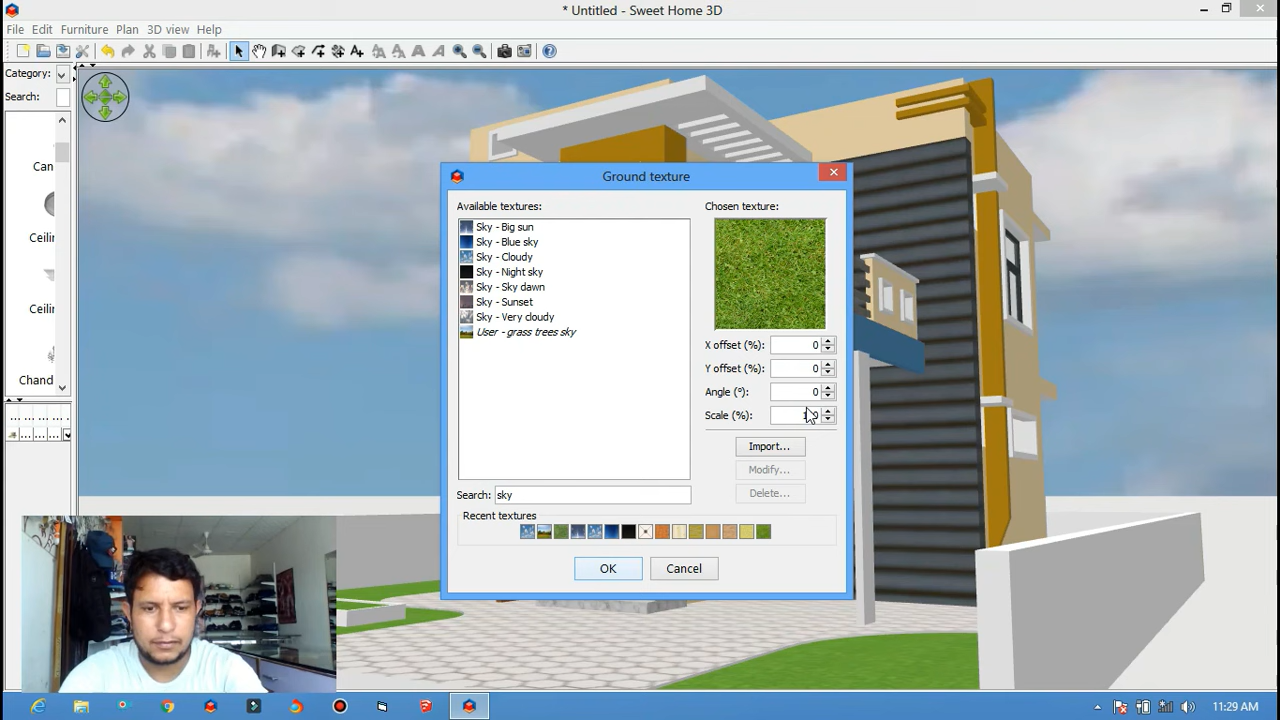 * Untitled - Sweet Home 3D
File Edit Furniture Plan 3D view Help
Category:
Search:
Can
Ceilin
Ceilin
Chand
Ground texture
Available textures:
Sky - Big sun
Sky - Blue sky
Sky - Cloudy
Sky - Night sky
Sky - Sky dawn
Sky - Sunset
Sky - Very cloudy
User - grass trees sky
Search: sky
Chosen texture:
X offset (%): 0
Y offset (%): 0
Angle (°): 0
Scale (%):
Import...
Modify...
Delete...
Recent textures
OK Cancel
11:29 AM